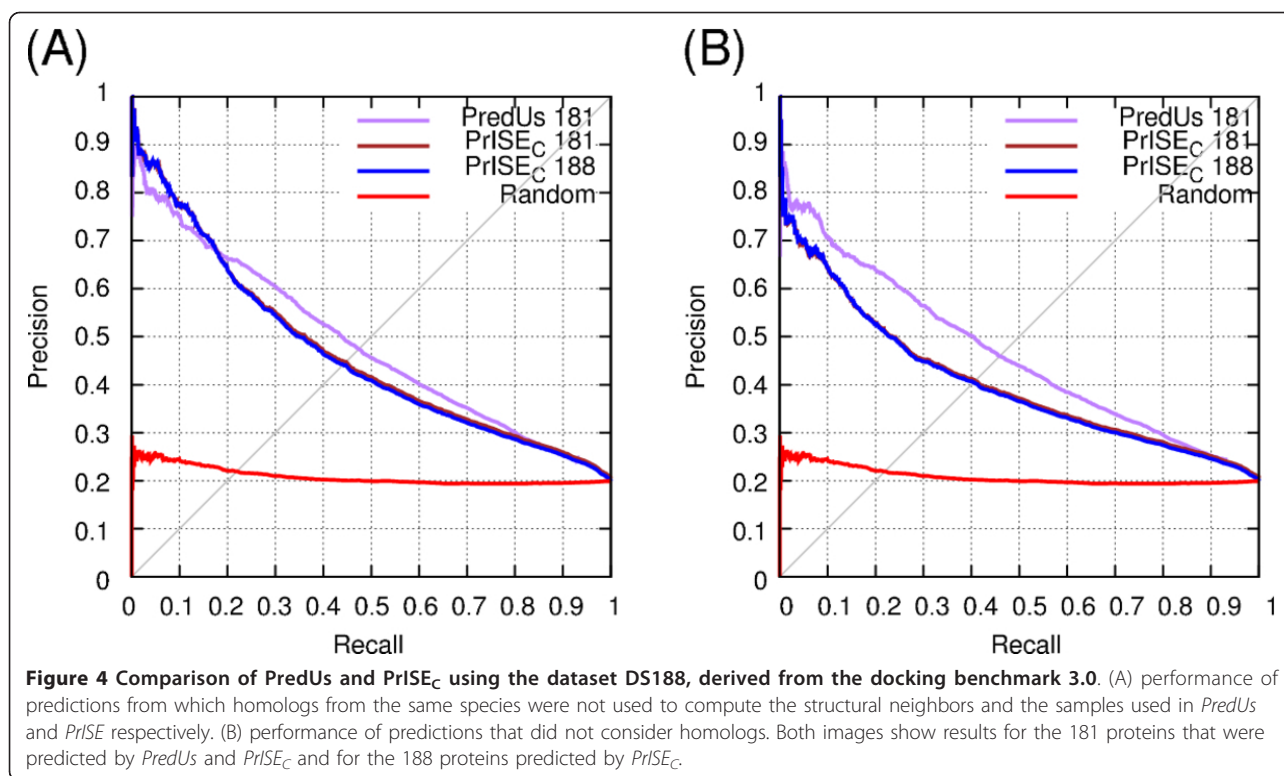 (A)
1
0.9
0.8
0.7
0.6
0.5
0.4
0.3
0.2
0.1
0
Precision
PredUs 181
PrISEC 181
PrISEC 188
Random
0 0.1 0.2 0.3 0.4 0.5 0.6 0.7 0.8 0.9 1
Recall
(B)
1
0.9
0.8
0.7
0.6
0.5
0.4
0.3
0.2
0.1
0
Precision
PredUs 181
PrISEC 181
PrISEC 188
Random
0 0.1 0.2 0.3 0.4 0.5 0.6 0.7 0.8 0.9 1
Recall
Figure 4 Comparison of PredUs and PrISEC using the dataset DS188, derived from the docking benchmark 3.0. (A) performance of
predictions from which homologs from the same species were not used to compute the structural neighbors and the samples used in PredUs
and PrISE respectively. (B) performance of predictions that did not consider homologs. Both images show results for the 181 proteins that were
predicted by PredUs and PrISEC and for the 188 proteins predicted by PrISEC.